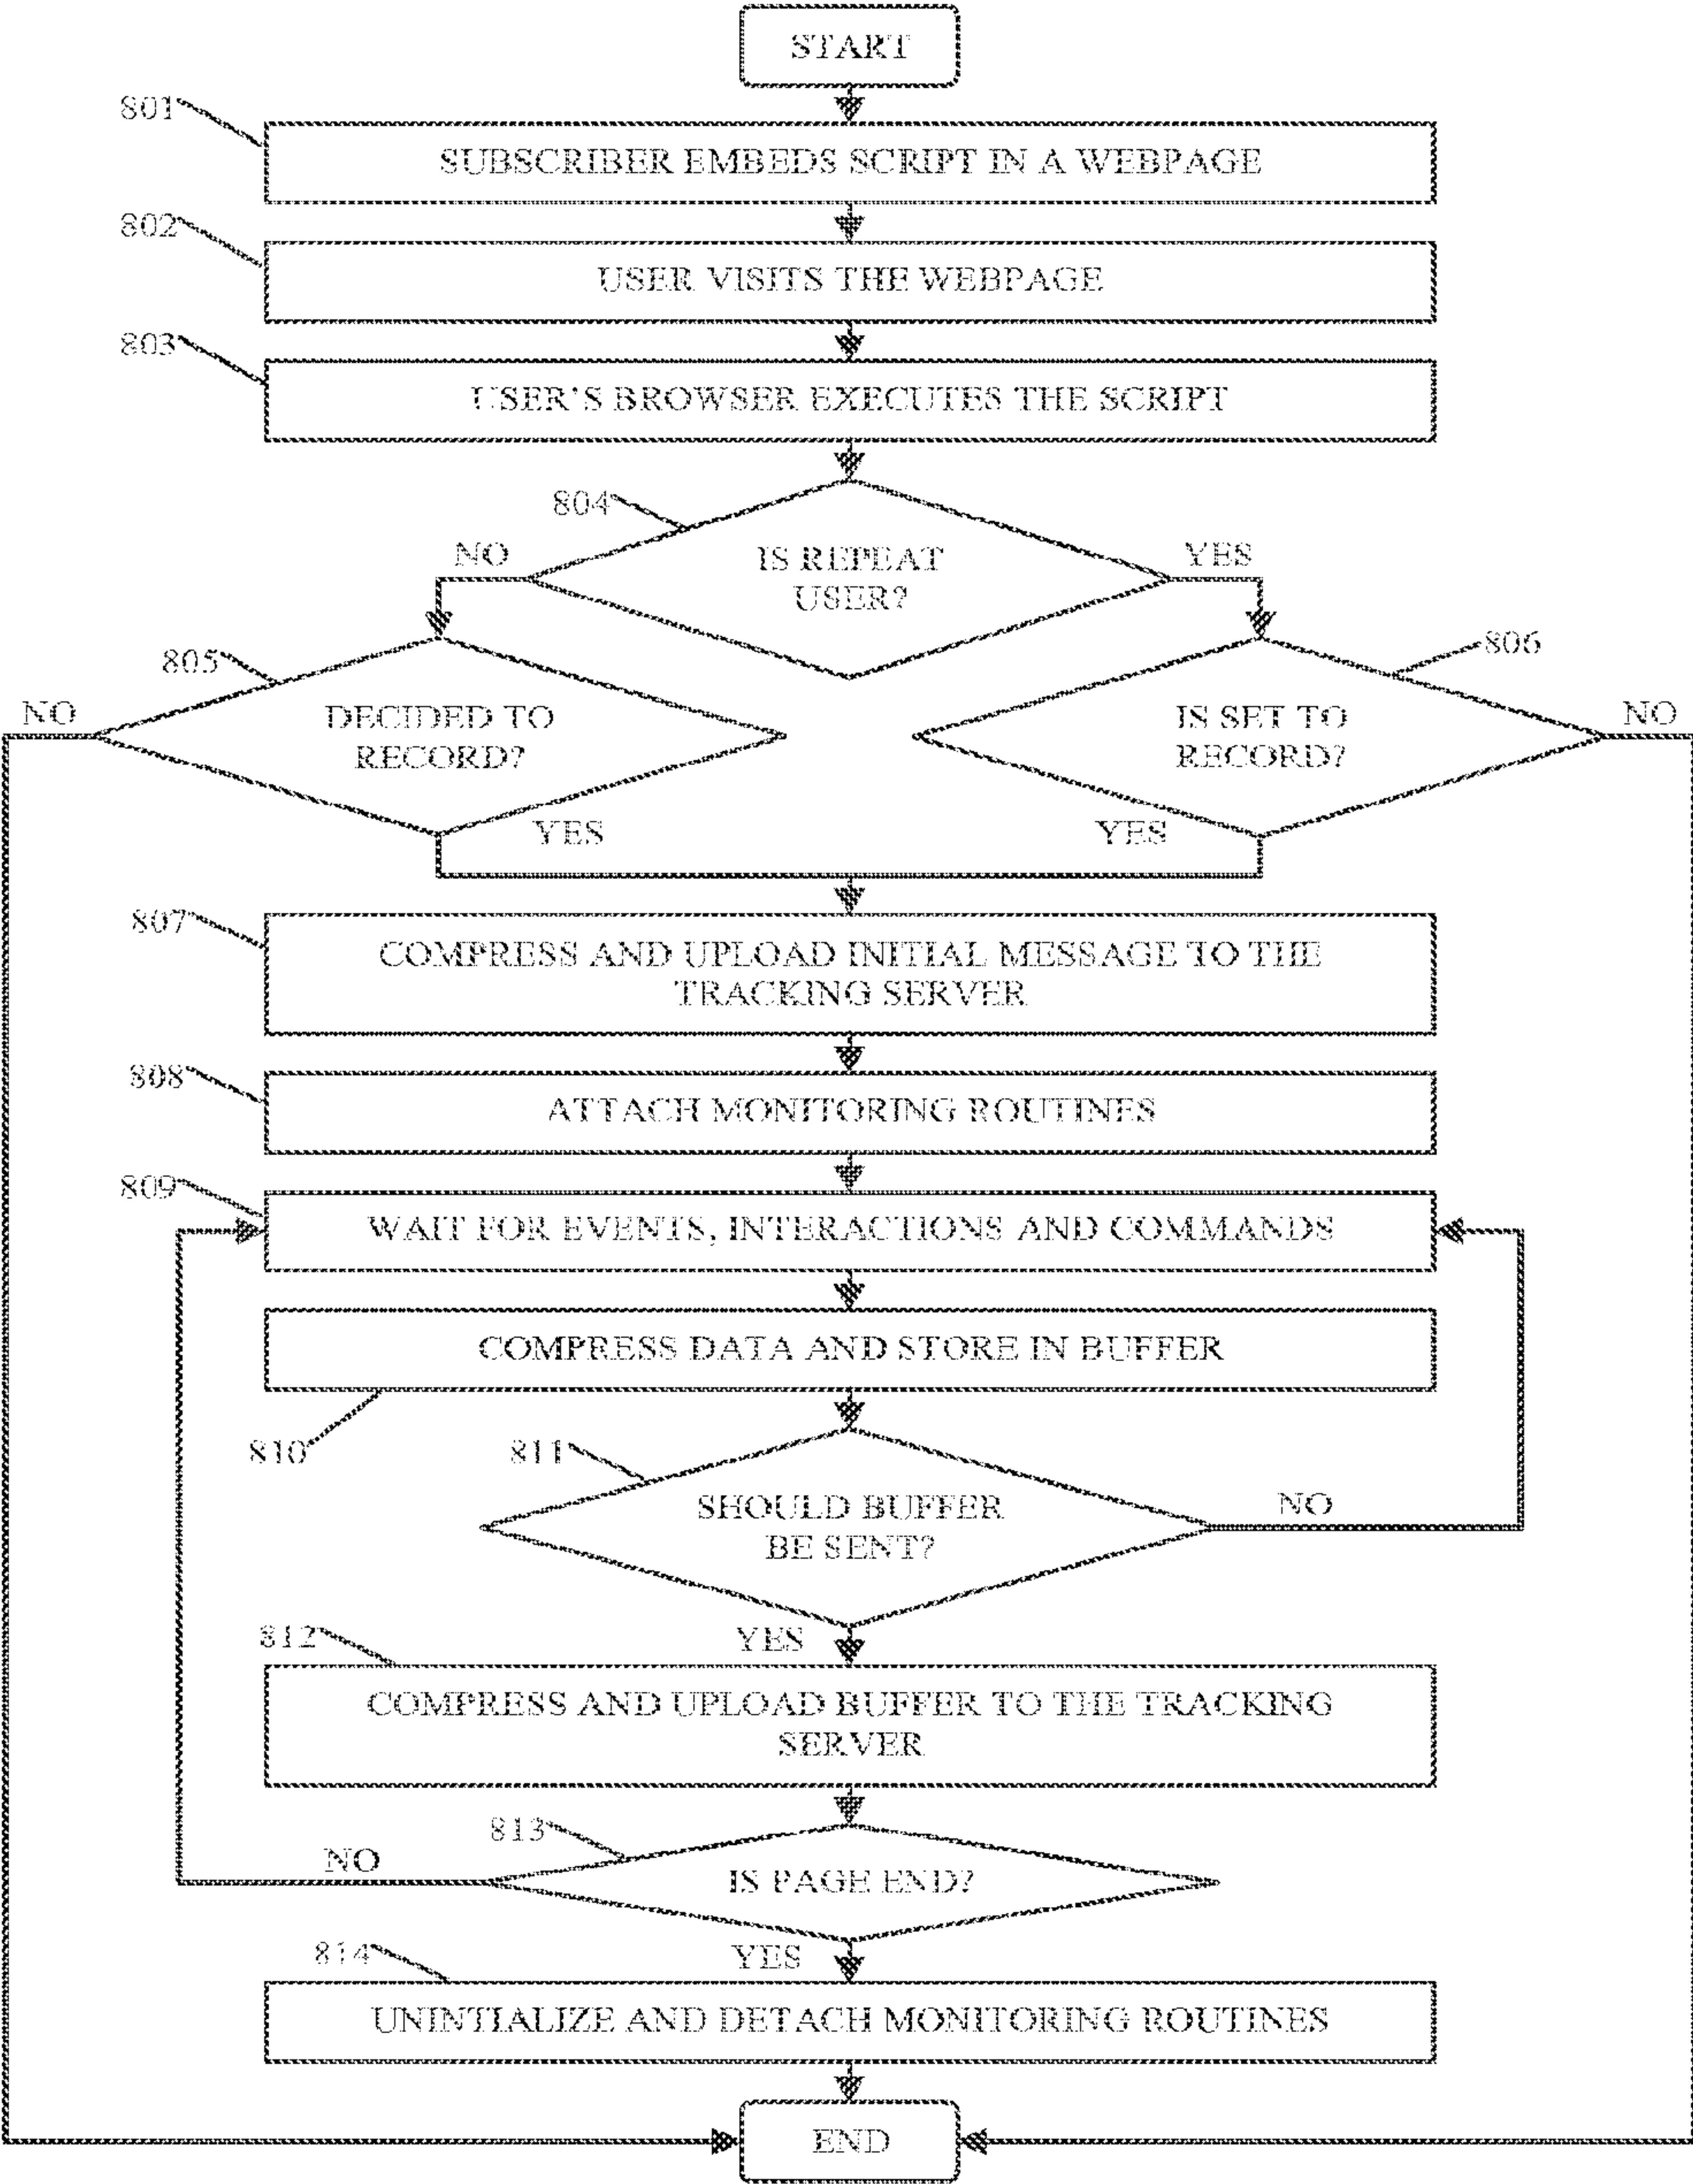 START
801
SUBSCRIBER EMBEDS SCRIPT IN A WEBPAGE
802
USER VISITS THE WEBPAGE
803
USER'S BROWSER EXECUTES THE SCRIPT
804
NO
IS REPEAT
USER?
YES
805
806
NO
DECIDED TO
RECORD?
IS SET TO
RECORD?
NO
YES
YES
807
COMPRESS AND UPLOAD INITIAL MESSAGE TO THE
TRACKING SERVER
808
ATTACH MONITORING ROUTINES
809
WAIT FOR EVENTS, INTERACTIONS AND COMMANDS
COMPRESS DATA AND STORE IN BUFFER
810
811
SHOULD BUFFER
BE SENT?
NO
YES
812
COMPRESS AND UPLOAD BUFFER TO THE TRACKING
SERVER
813
NO
IS PAGE END?
YES
814
UNINTIALIZE AND DETACH MONITORING ROUTINES
END